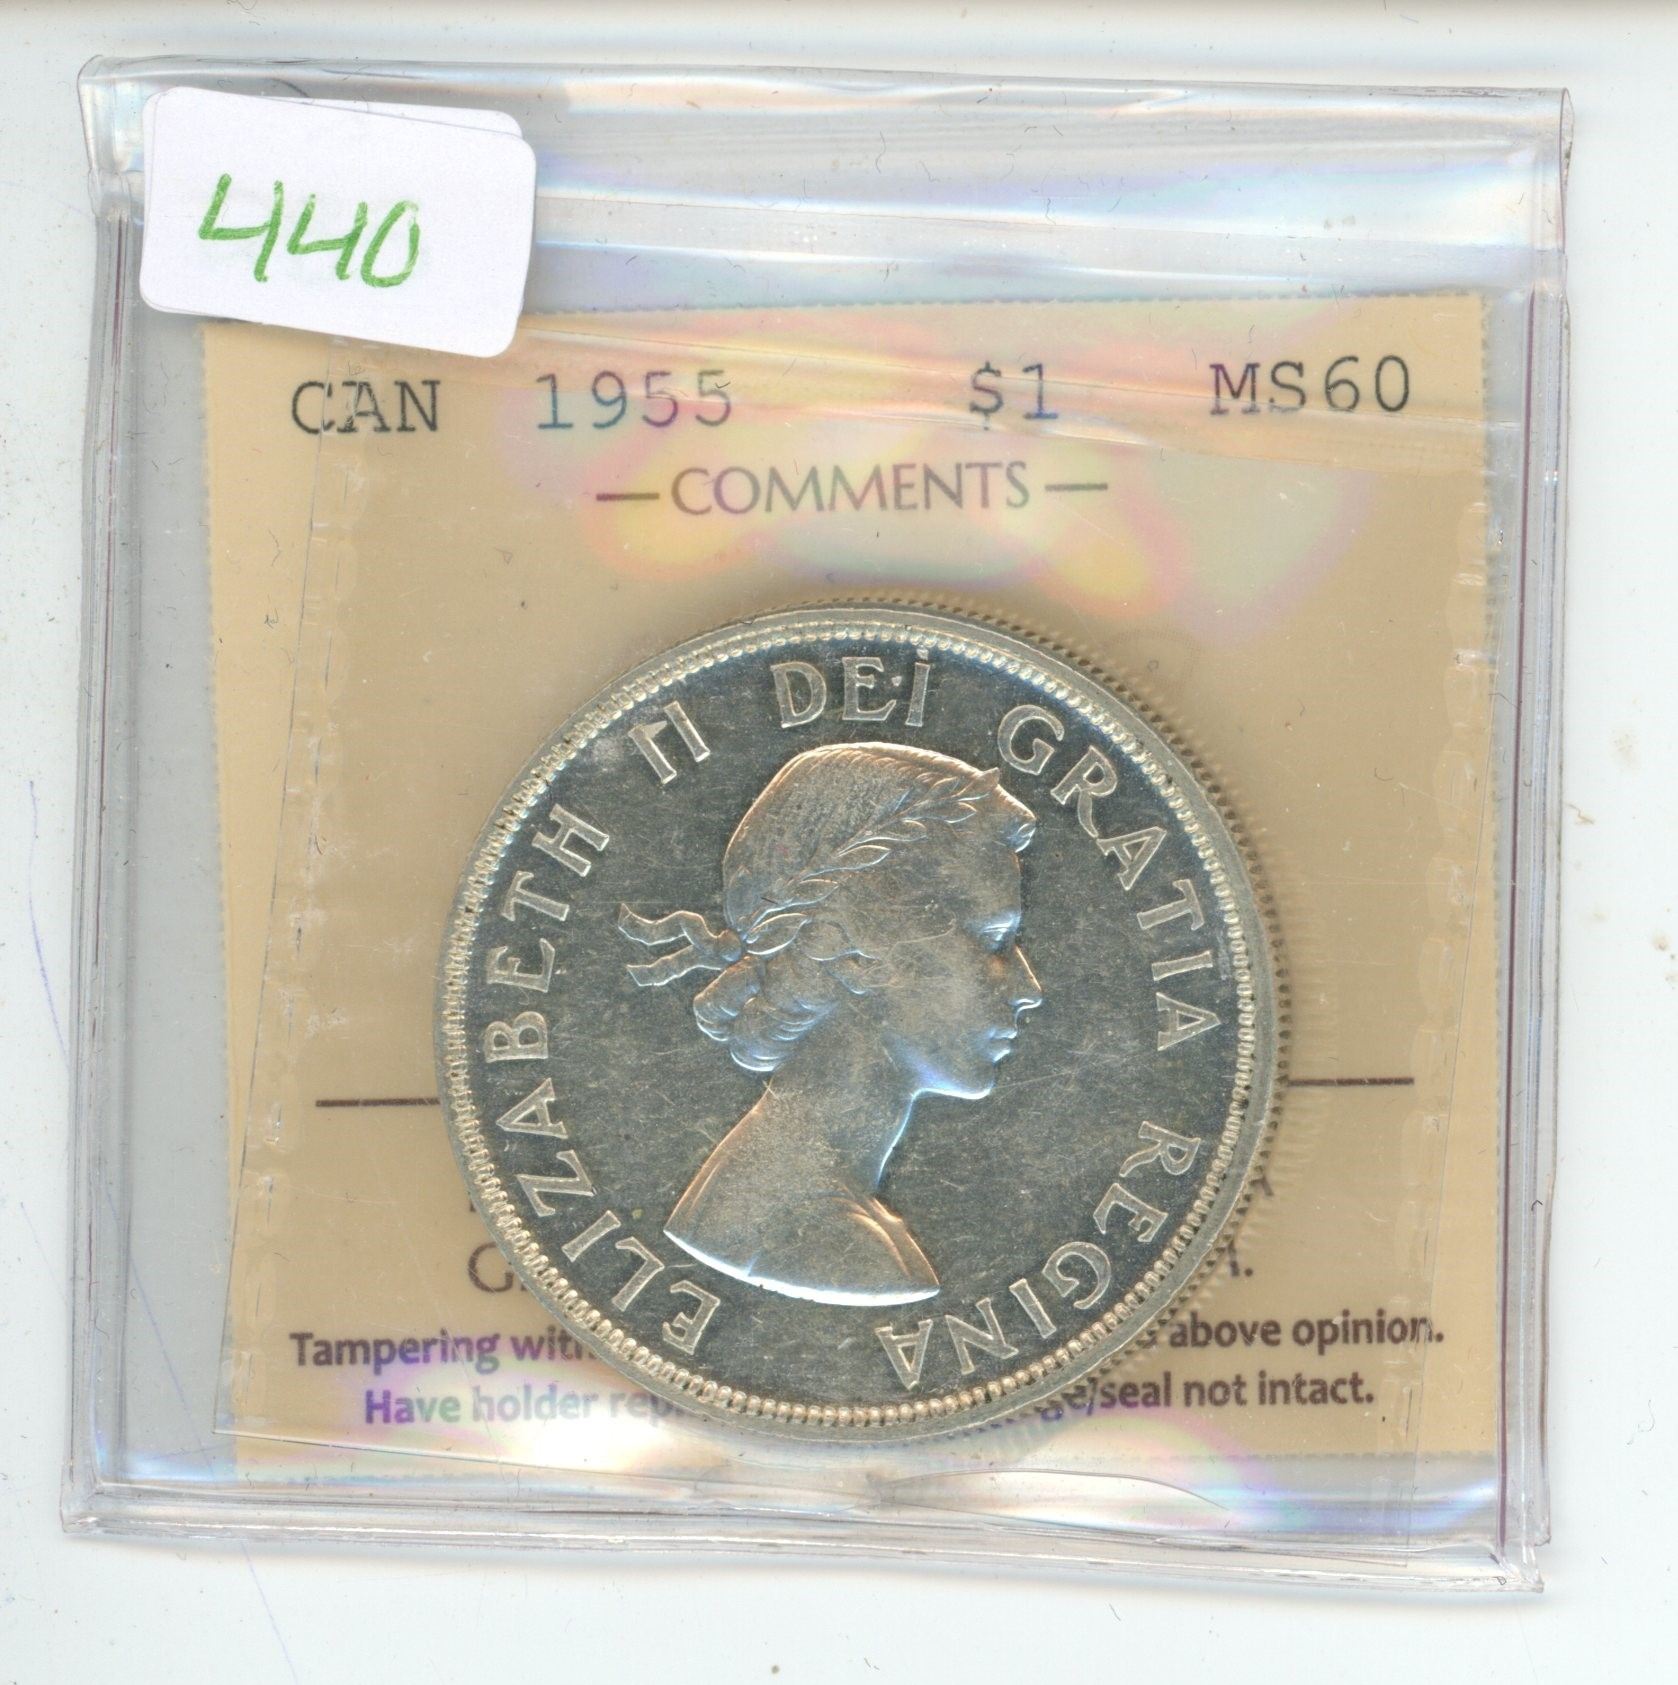 440
CAN 1955 $1 MS60
COMMENTS
ELIZABETH II DEI GRATIA REGINA
Tampering with above opinion.
Have holder /seal not intact.